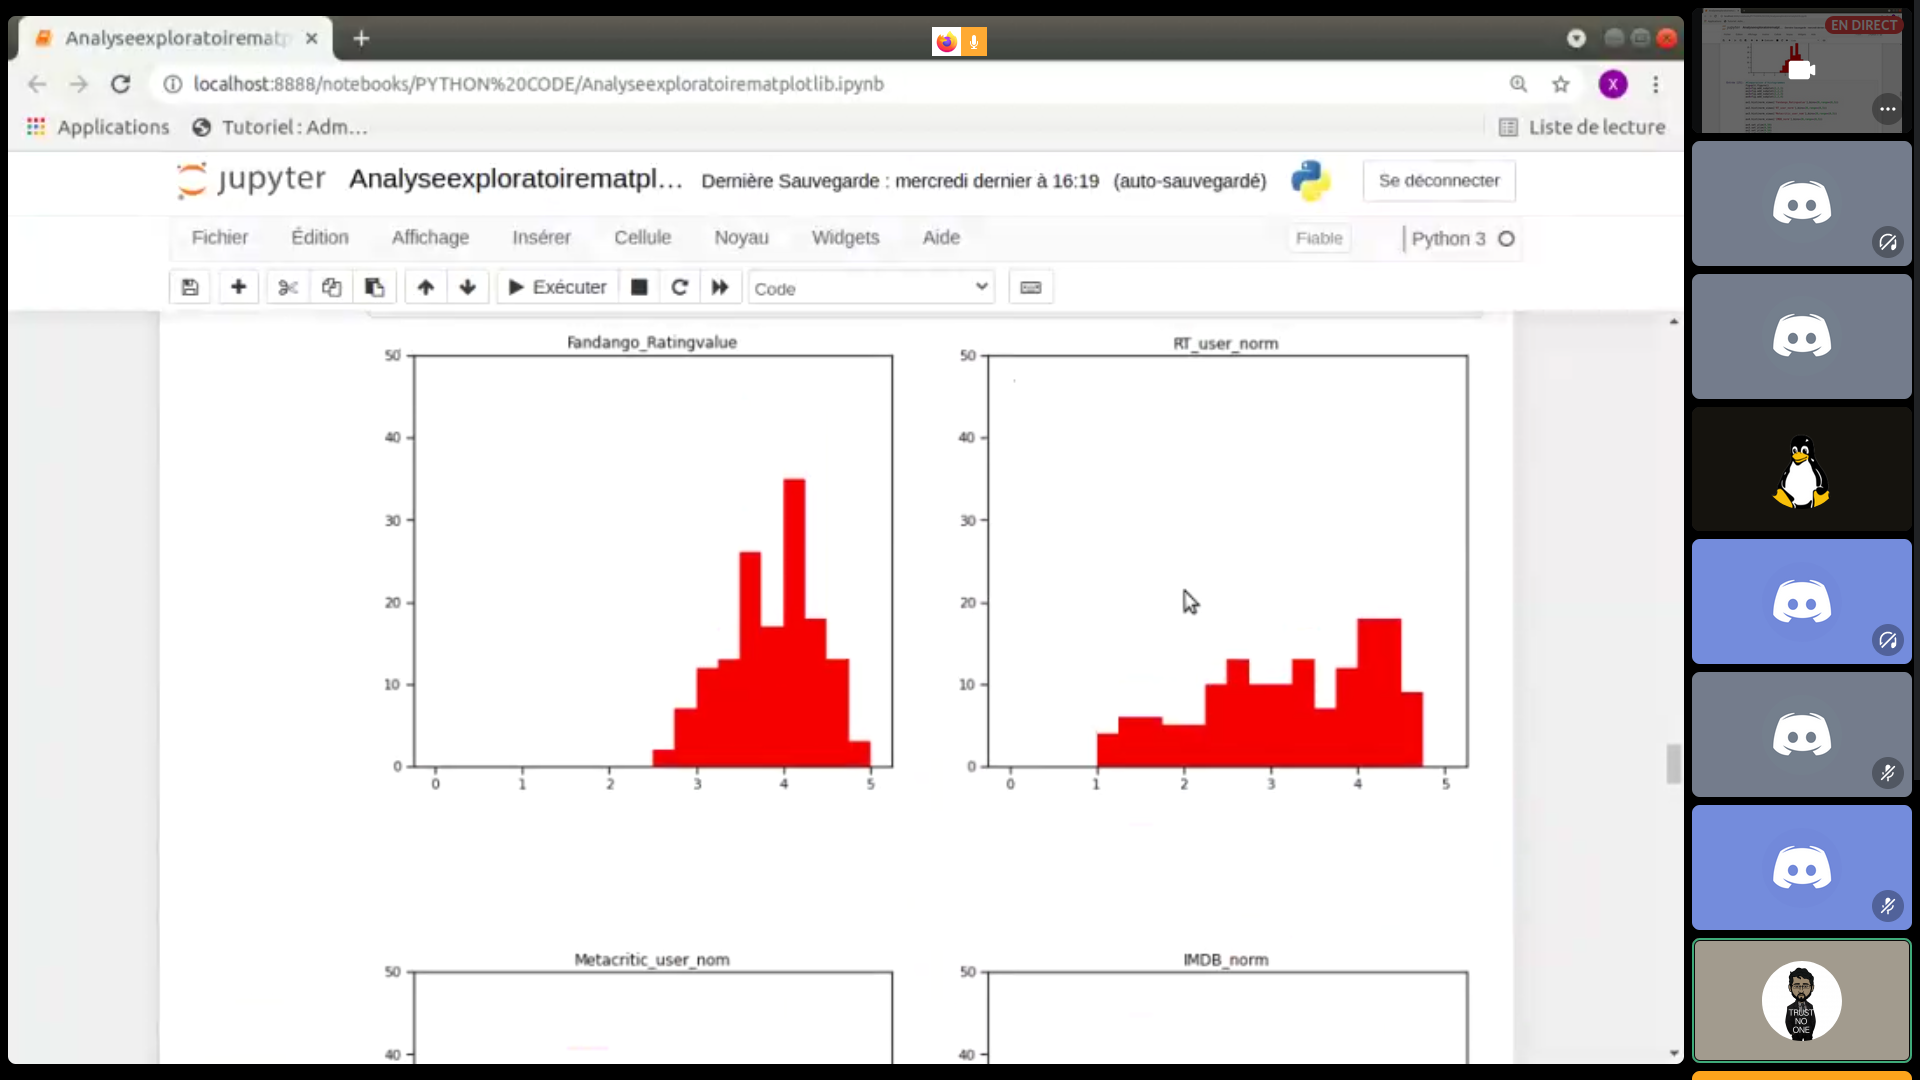 Analyseexploratoirematp
localhost:8888/notebooks/PYTHON%20CODE/Analyseexploratoirematplotlib.ipynb
X
Applications
Tutoriel : Adm...
Liste de lecture
jupyter
Analyseexploratoirematpl...
Dernière Sauvegarde : mercredi dernier à 16:19 (auto-sauvegardé)
Se déconnecter
Fichier
Édition
Affichage
Insérer
Cellule
Noyau
Widgets
Aide
Fiable
Python 3
Exécuter
Code
Fandango_Ratingvalue
50
40
30
20
10
0
0 1 2 3 4 5
RT_user_norm
50
40
30
20
10
0
0 1 2 3 4 5
Metacritic_user_nom
50
40
IMDB_norm
50
40
EN DIRECT
TRUST
NO
ONE